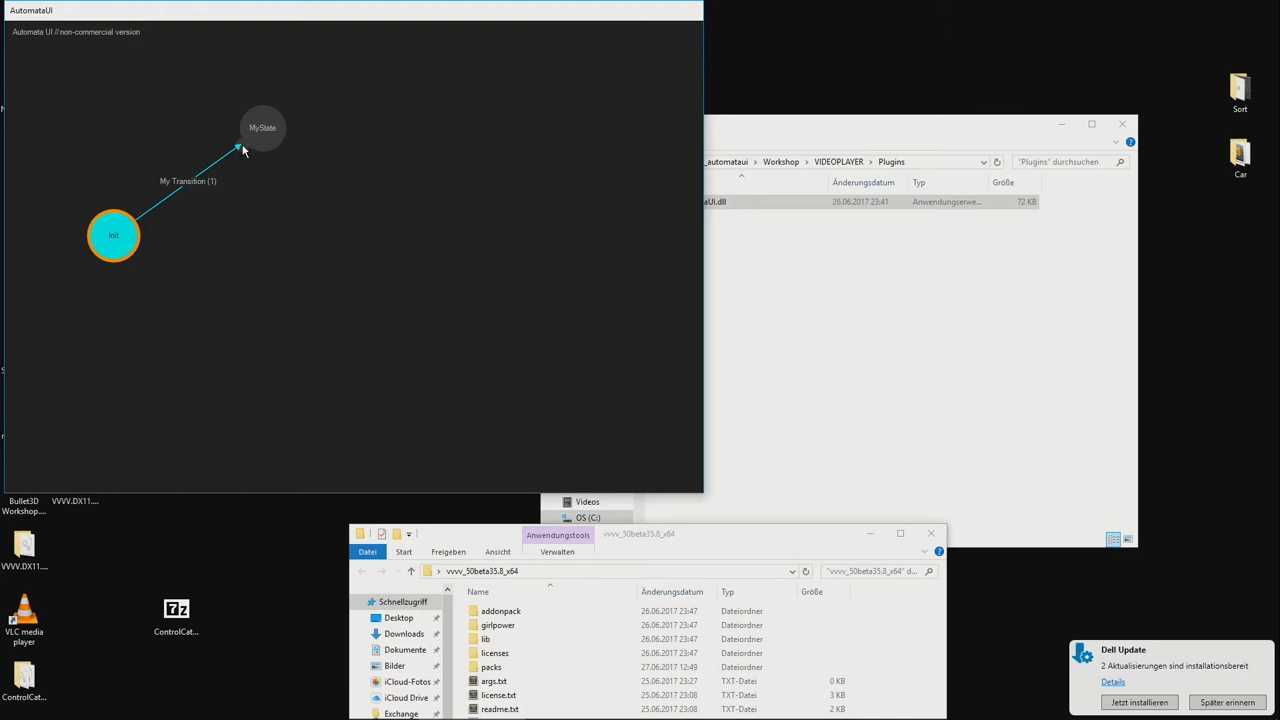 AutomataUI
Automata UI // non-commercial version
MyState
My Transition (1)
Init
Sort
Car
_automataui > Workshop > VIDEOPLAYER > Plugins
"Plugins" durchsuchen
Änderungsdatum Typ Größe
aUI.dll 26.06.2017 23:41 Anwendungserwe... 72 KB
Videos
OS (C:)
Bullet3D
Workshop....
VVVV.DX11....
VVVV.DX11....
VLC media
player
ControlCat...
ControlCat...
Anwendungstools vvvv_50beta35.8_x64
Datei Start Freigeben Ansicht Verwalten
vvvv_50beta35.8_x64
"vvvv_50beta35.8_x64" d...
Schnellzugriff
Desktop
Downloads
Dokumente
Bilder
iCloud-Fotos
iCloud Drive
Exchange
Name Änderungsdatum Typ Größe
addonpack 26.06.2017 23:47 Dateiordner
girlpower 26.06.2017 23:47 Dateiordner
lib 26.06.2017 23:47 Dateiordner
licenses 26.06.2017 23:47 Dateiordner
packs 27.06.2017 12:49 Dateiordner
args.txt 25.06.2017 23:27 TXT-Datei 0 KB
license.txt 25.06.2017 23:08 TXT-Datei 3 KB
readme.txt 25.06.2017 23:08 TXT-Datei 2 KB
Dell Update
2 Aktualisierungen sind installationsbereit
Details
Jetzt installieren
Später erinnern